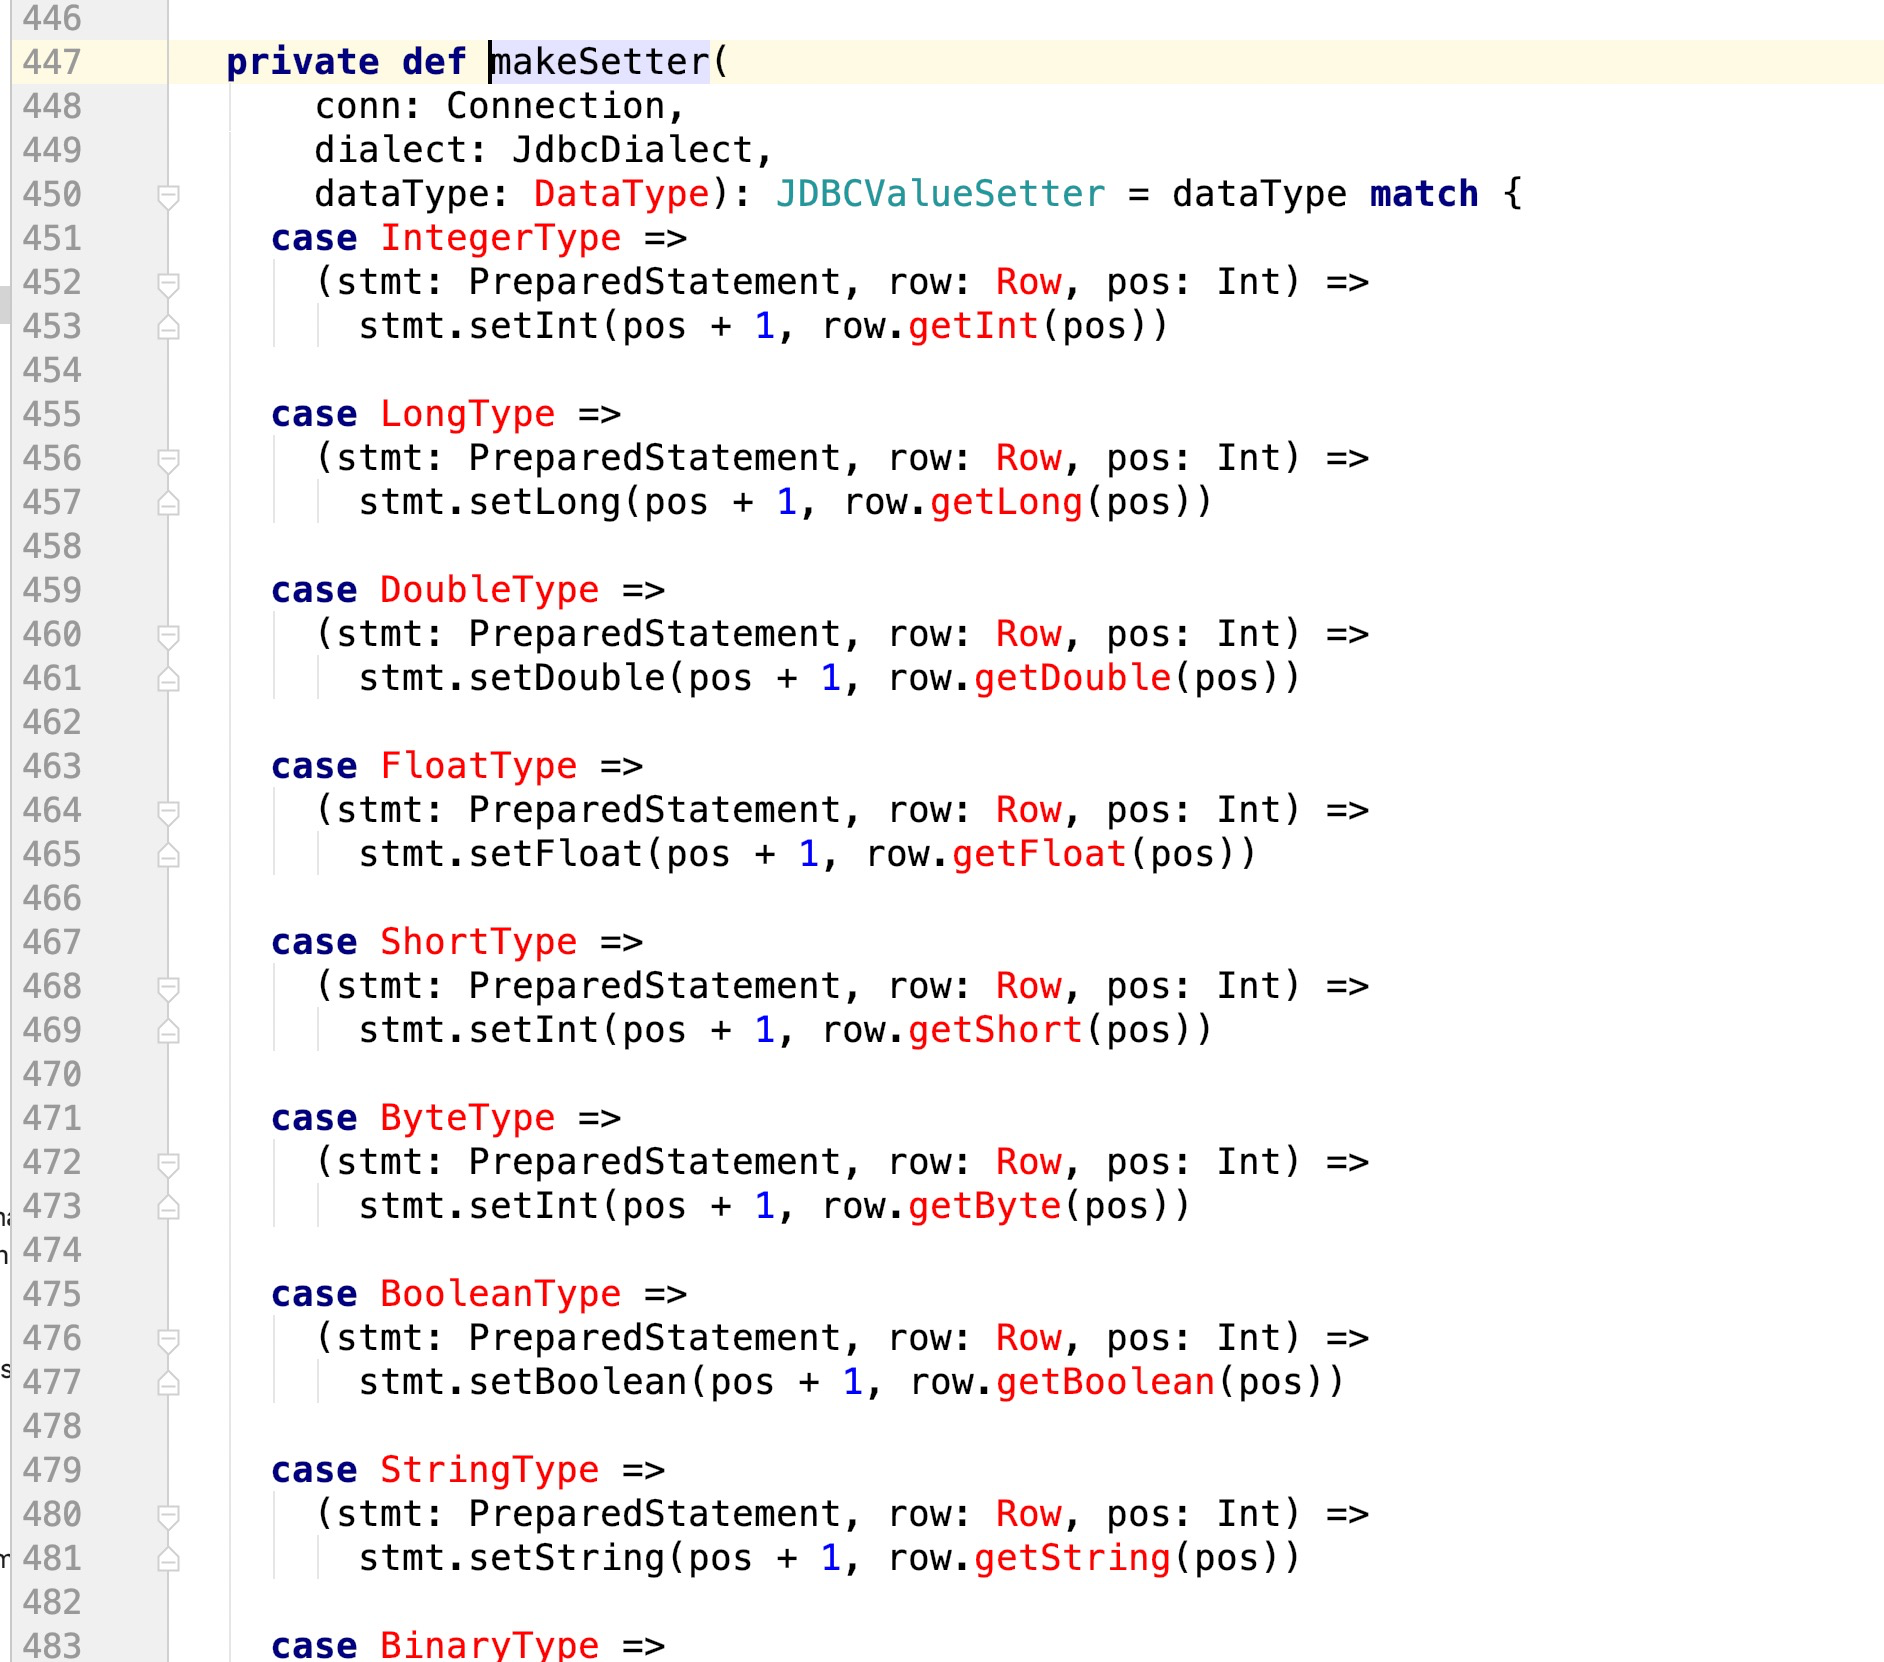 446
447 private def makeSetter(
448 conn: Connection,
449 dialect: JdbcDialect,
450 dataType: DataType): JDBCValueSetter = dataType match {
451 case IntegerType =>
452 (stmt: PreparedStatement, row: Row, pos: Int) =>
453 stmt.setInt(pos + 1, row.getInt(pos))
454
455 case LongType =>
456 (stmt: PreparedStatement, row: Row, pos: Int) =>
457 stmt.setLong(pos + 1, row.getLong(pos))
458
459 case DoubleType =>
460 (stmt: PreparedStatement, row: Row, pos: Int) =>
461 stmt.setDouble(pos + 1, row.getDouble(pos))
462
463 case FloatType =>
464 (stmt: PreparedStatement, row: Row, pos: Int) =>
465 stmt.setFloat(pos + 1, row.getFloat(pos))
466
467 case ShortType =>
468 (stmt: PreparedStatement, row: Row, pos: Int) =>
469 stmt.setInt(pos + 1, row.getShort(pos))
470
471 case ByteType =>
472 (stmt: PreparedStatement, row: Row, pos: Int) =>
473 stmt.setInt(pos + 1, row.getByte(pos))
474
475 case BooleanType =>
476 (stmt: PreparedStatement, row: Row, pos: Int) =>
477 stmt.setBoolean(pos + 1, row.getBoolean(pos))
478
479 case StringType =>
480 (stmt: PreparedStatement, row: Row, pos: Int) =>
481 stmt.setString(pos + 1, row.getString(pos))
482
483 case BinaryType =>